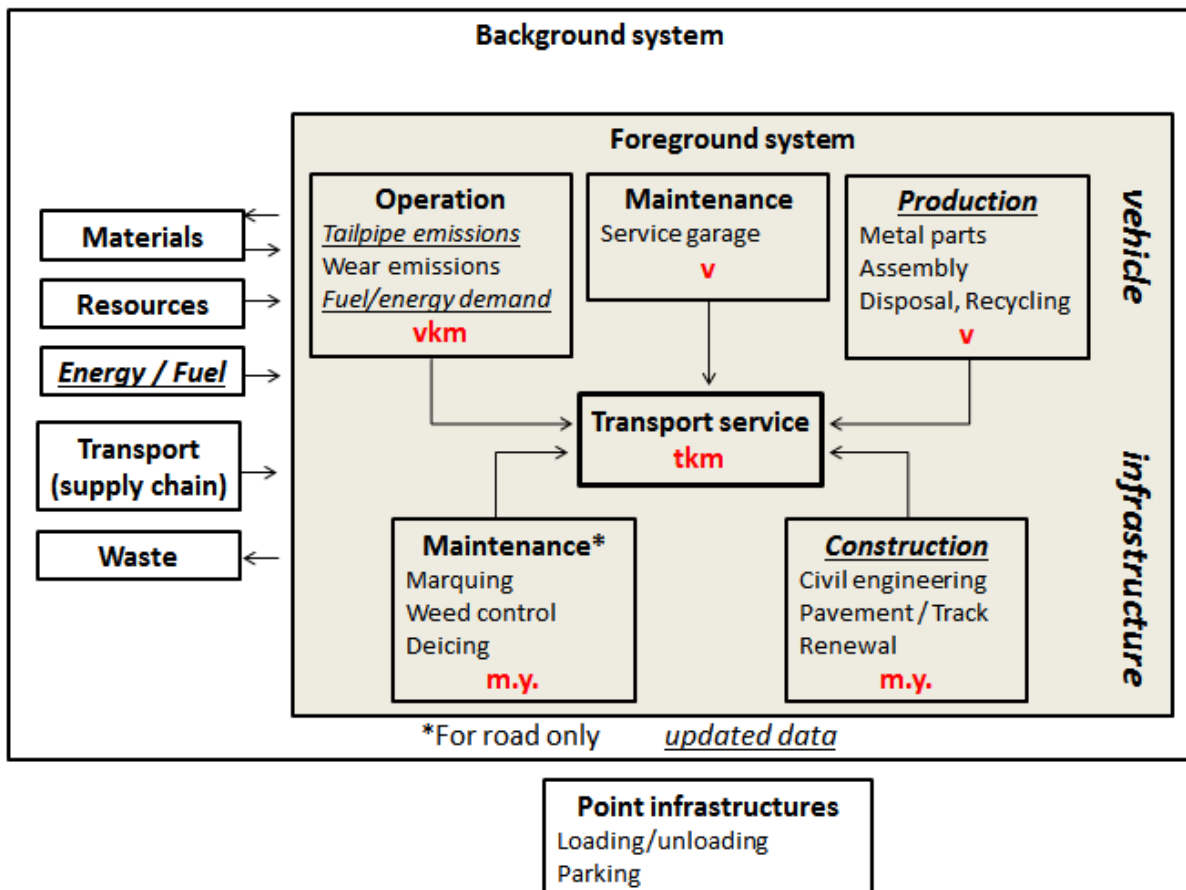 Background system
Foreground system
Operation
Tailpipe emissions
Wear emissions
Fuel/energy demand
vkm
Maintenance
Service garage
v
Production
Metal parts
Assembly
Disposal, Recycling
v
vehicle
Materials
Resources
Energy / Fuel
Transport
(supply chain)
Waste
Transport service
tkm
Maintenance*
Marquing
Weed control
Deicing
m.y.
Construction
Civil engineering
Pavement / Track
Renewal
m.y.
infrastructure
*For road only updated data
Point infrastructures
Loading/unloading
Parking